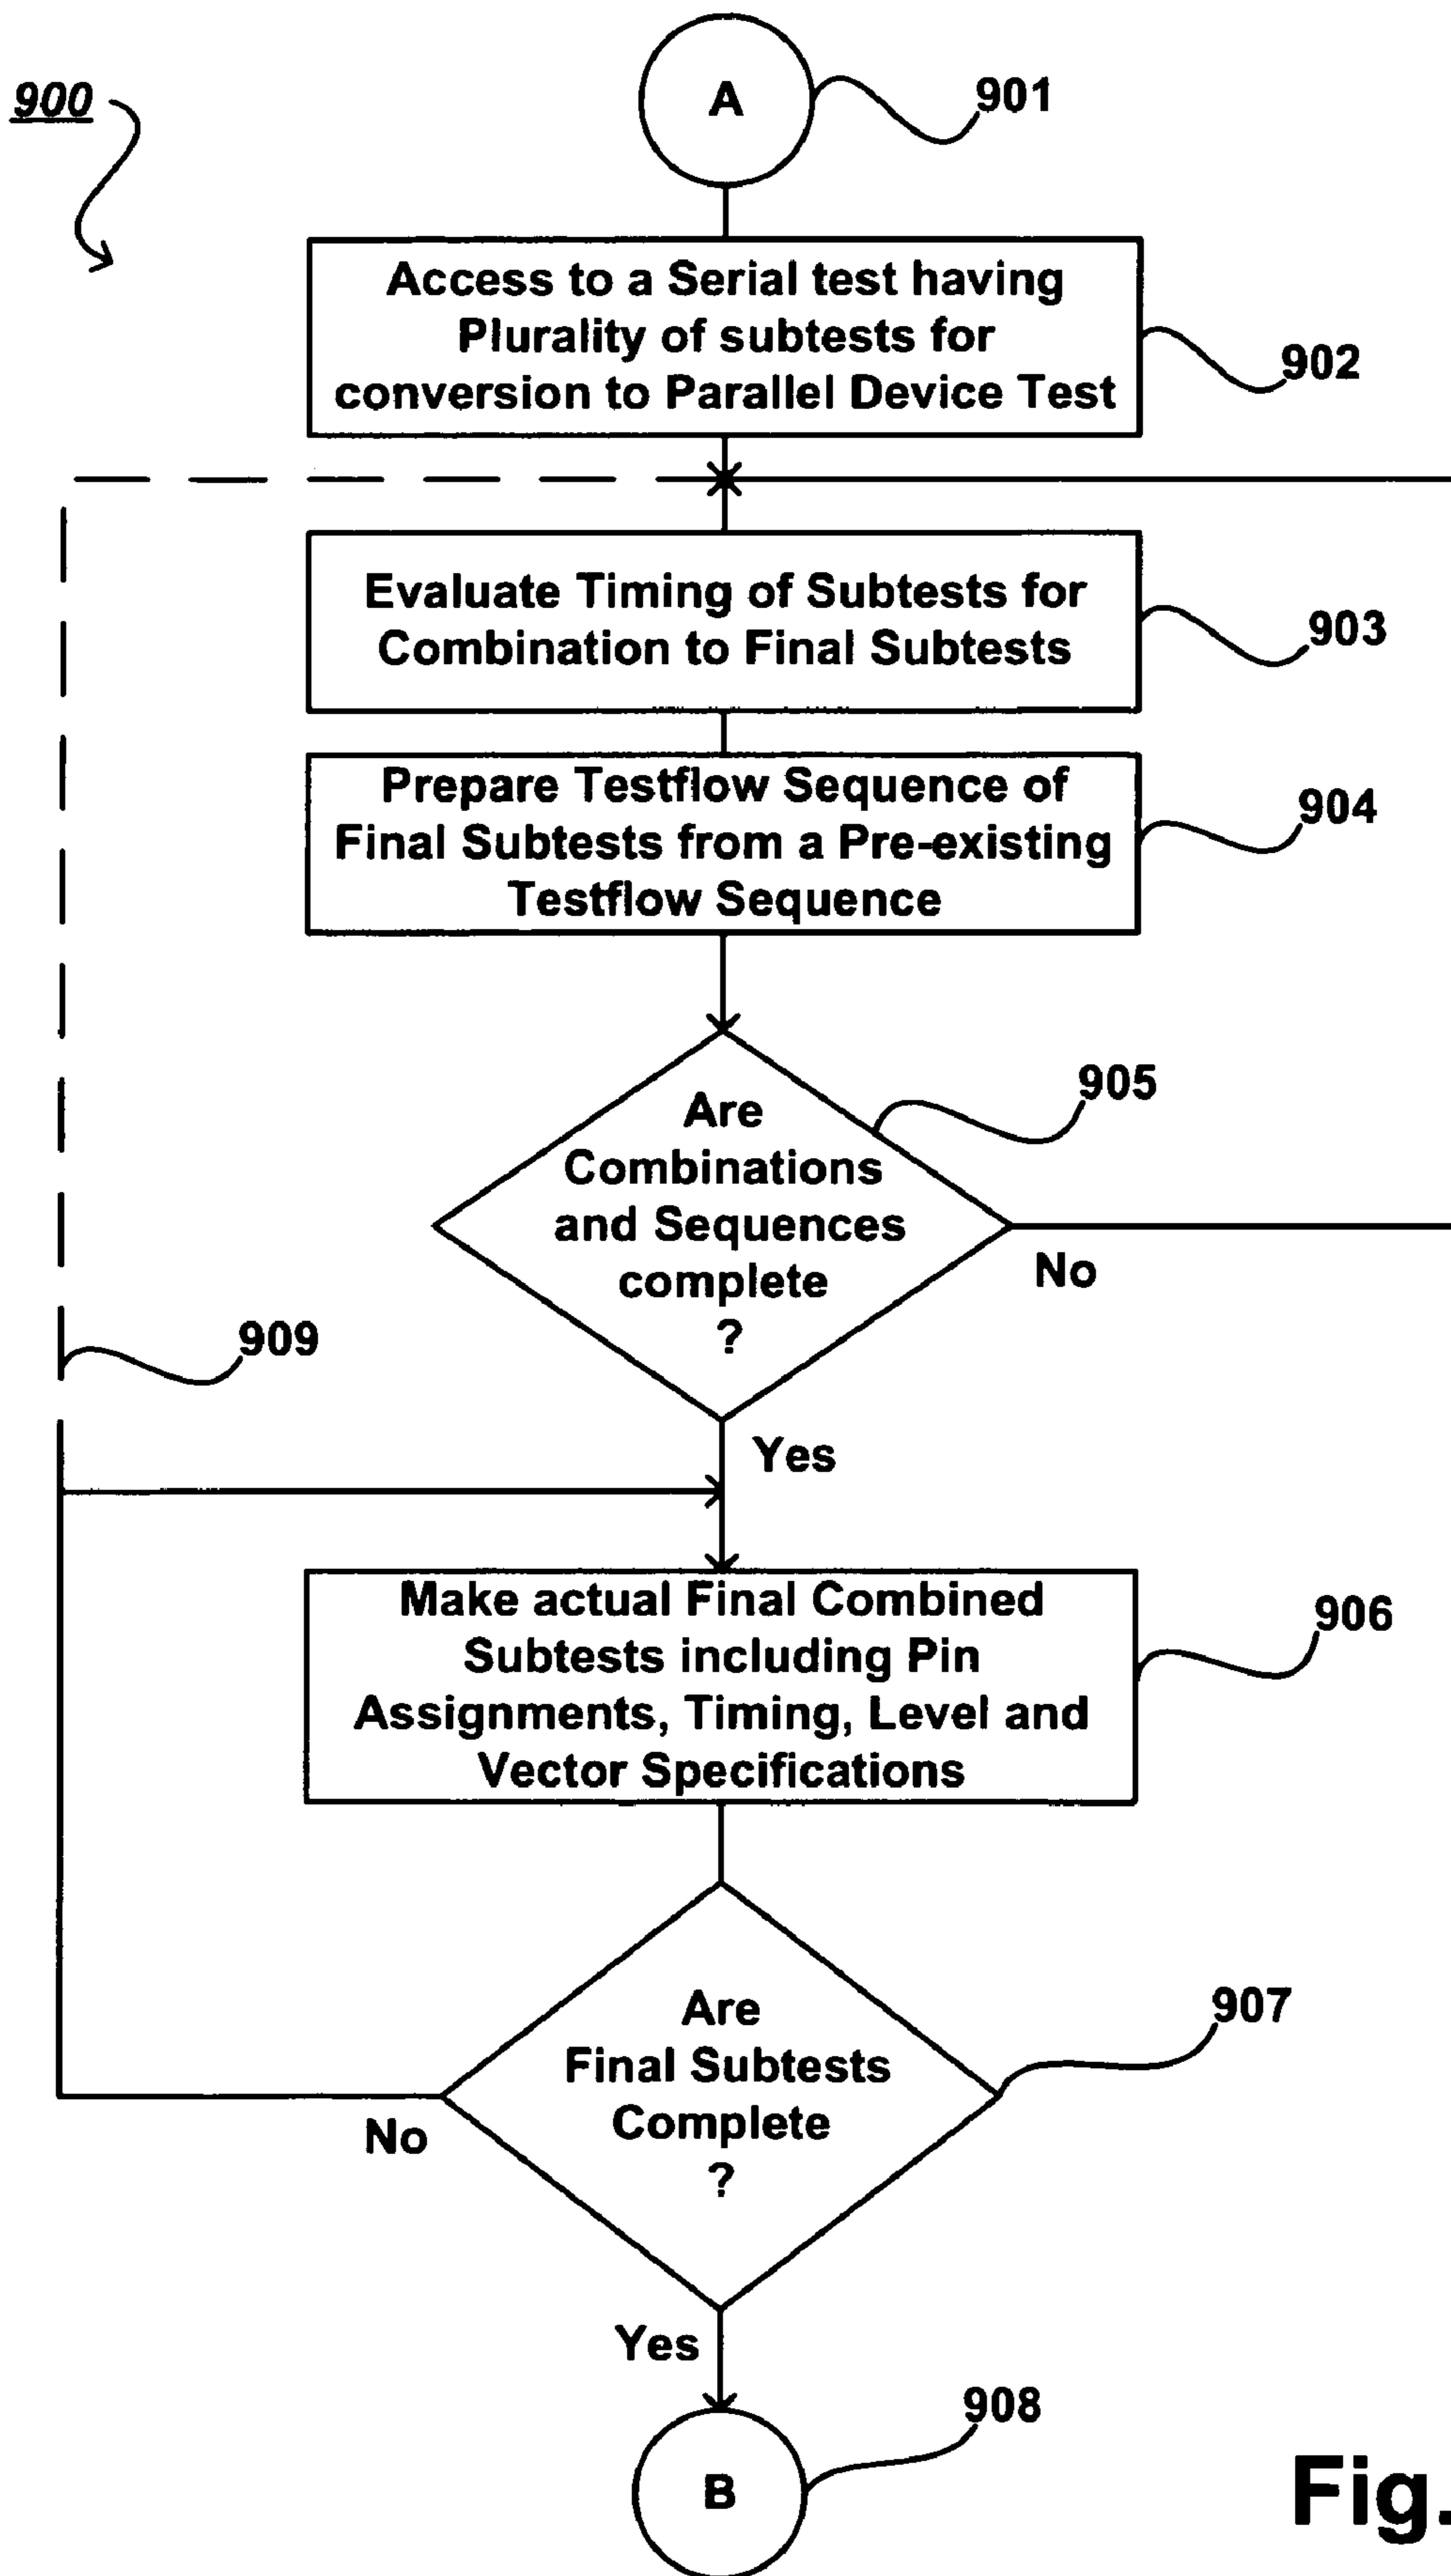 900
A
901
Access to a Serial test having
Plurality of subtests for
conversion to Parallel Device Test
902
Evaluate Timing of Subtests for
Combination to Final Subtests
903
Prepare Testflow Sequence of
Final Subtests from a Pre-existing
Testflow Sequence
904
Are
Combinations
and Sequences
complete
?
905
No
909
Yes
Make actual Final Combined
Subtests including Pin
Assignments, Timing, Level and
Vector Specifications
906
Are
Final Subtests
Complete
?
907
No
Yes
B
908
Fig.